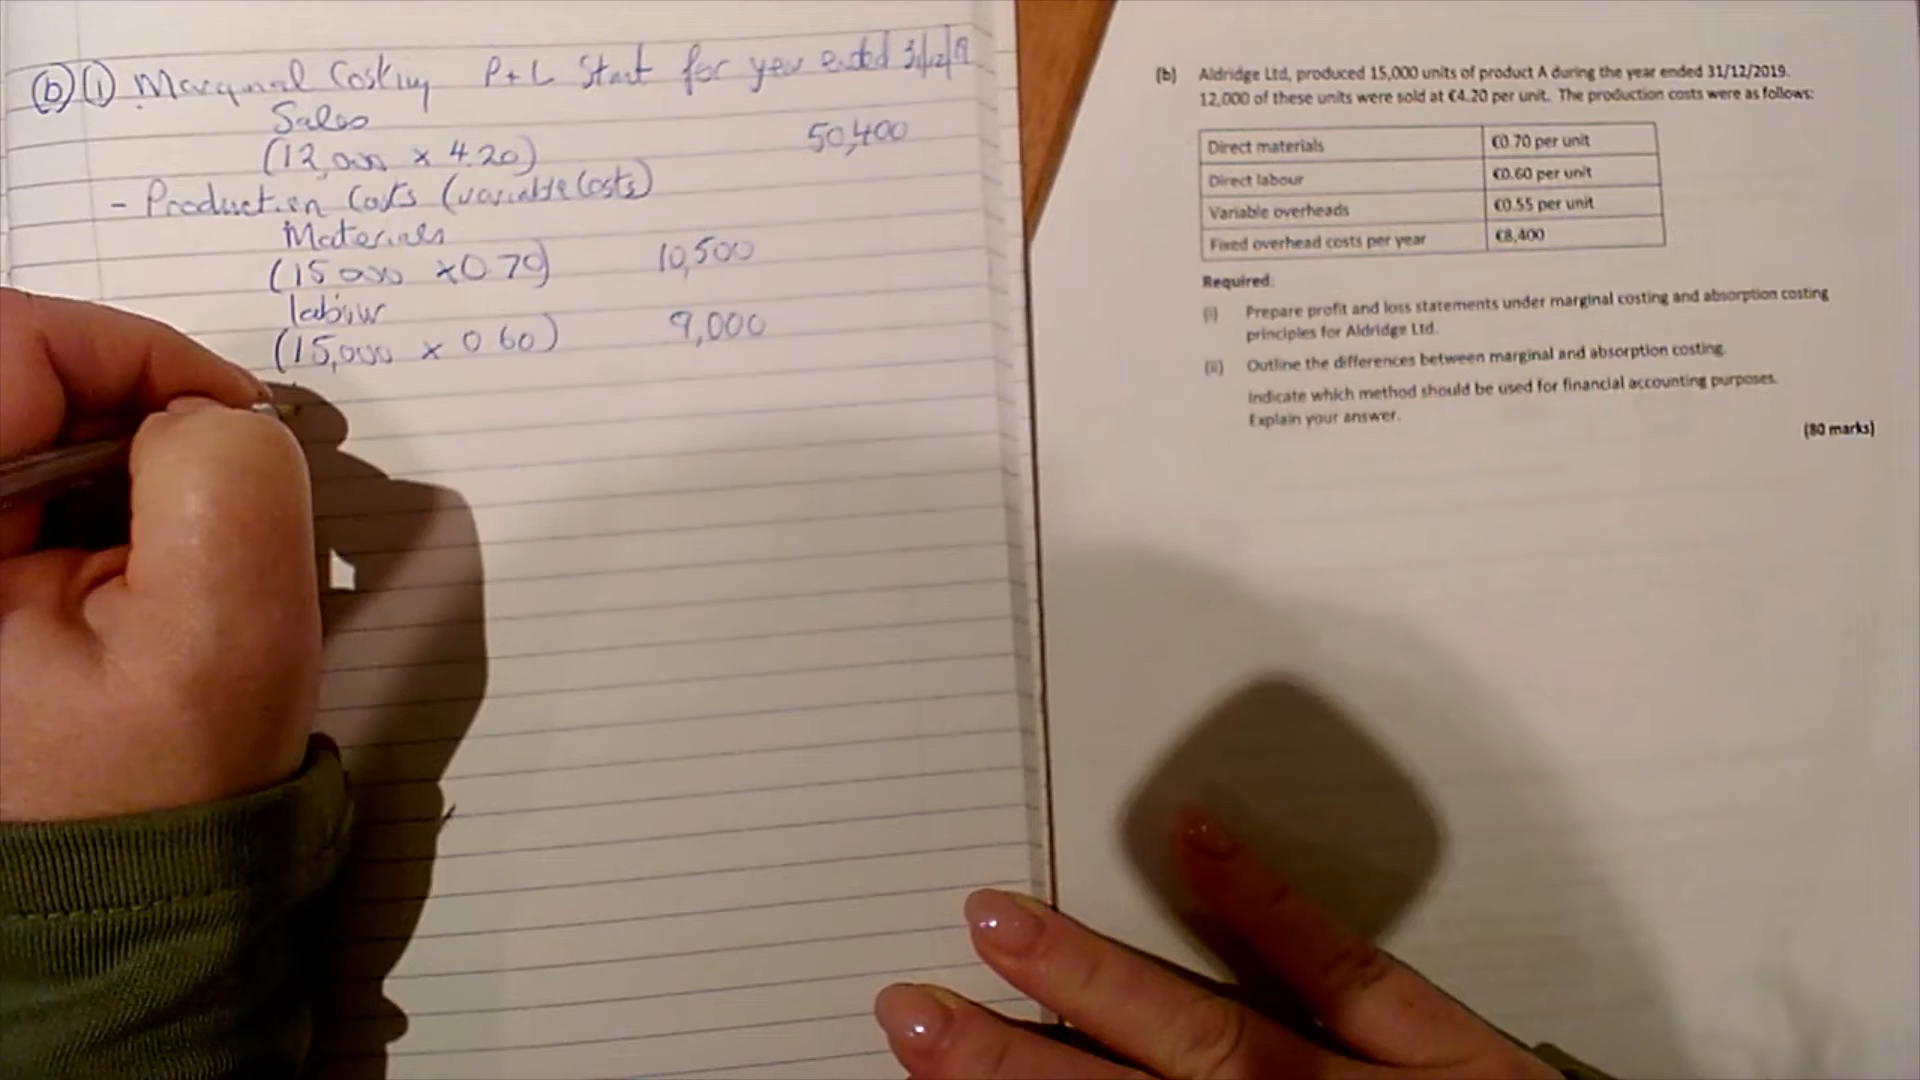 (b) (i) Marginal Costing P+L Stmt for year ended 31/12/19
Sales
(12,000 x 4.20) 50,400
- Production Costs (variable Costs)
Materials
(15 000 x 0.70) 10,500
labour
(15,000 x 0.60) 9,000
(b) Aldridge Ltd, produced 15,000 units of product A during the year ended 31/12/2019.
12,000 of these units were sold at €4.20 per unit. The production costs were as follows:
Direct materials €0.70 per unit
Direct labour €0.60 per unit
Variable overheads €0.55 per unit
Fixed overhead costs per year €8,400
Required:
(i) Prepare profit and loss statements under marginal costing and absorption costing
principles for Aldridge Ltd.
(ii) Outline the differences between marginal and absorption costing.
Indicate which method should be used for financial accounting purposes.
Explain your answer.
(80 marks)